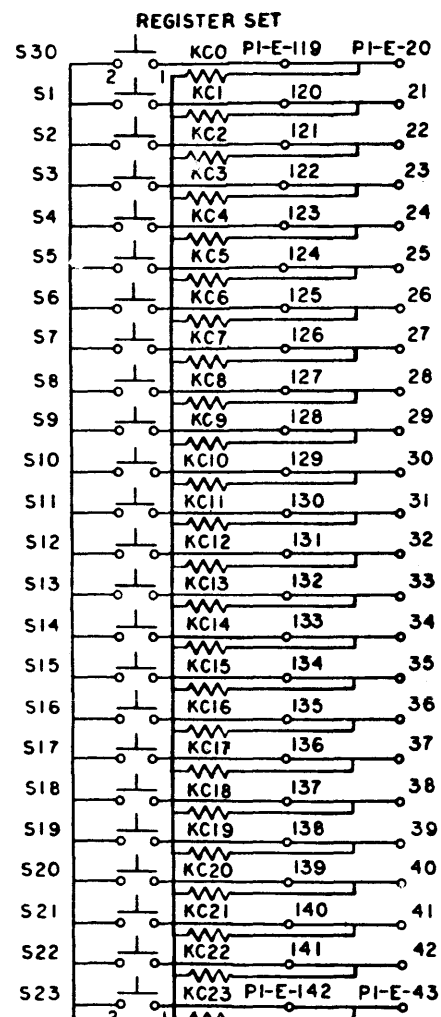 REGISTER SET
S30 KC0 P1-E-119 P1-E-20
2 1
S1 KC1 120 21
S2 KC2 121 22
S3 KC3 122 23
S4 KC4 123 24
S5 KC5 124 25
S6 KC6 125 26
S7 KC7 126 27
S8 KC8 127 28
S9 KC9 128 29
S10 KC10 129 30
S11 KC11 130 31
S12 KC12 131 32
S13 KC13 132 33
S14 KC14 133 34
S15 KC15 134 35
S16 KC16 135 36
S17 KC17 136 37
S18 KC18 137 38
S19 KC19 138 39
S20 KC20 139 40
S21 KC21 140 41
S22 KC22 141 42
S23 KC23 P1-E-142 P1-E-43
2 1